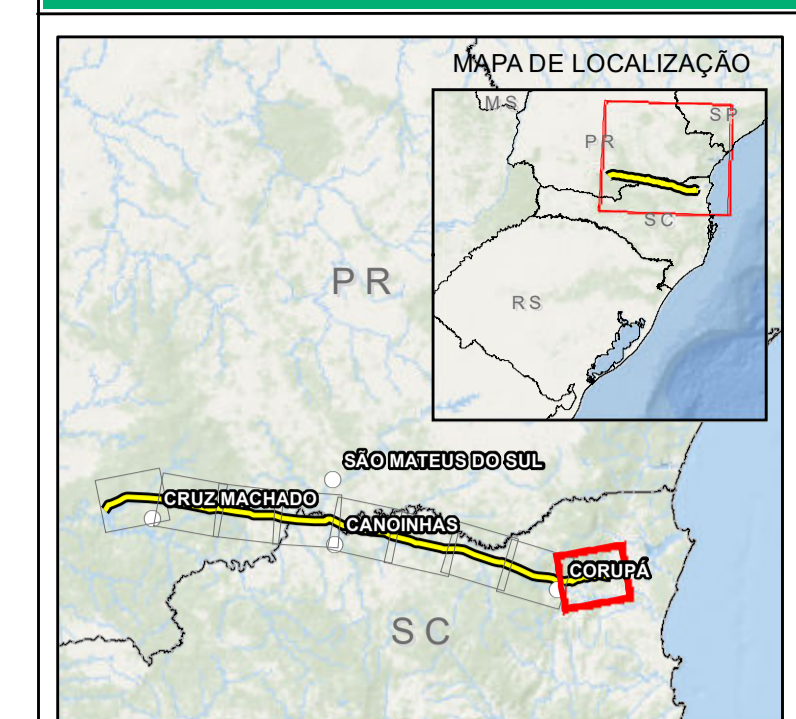 MAPA DE LOCALIZAÇÃO
MS
SP
PR
SC
RS
PR
SÃO MATEUS DO SUL
CRUZ MACHADO
CANOINHAS
CORUPÁ
SC